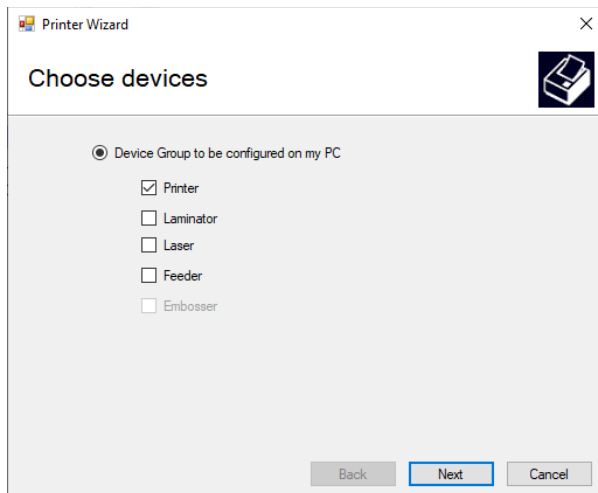 Printer Wizard
Choose devices
Device Group to be configured on my PC
Printer
Laminator
Laser
Feeder
Embosser
Back Next Cancel